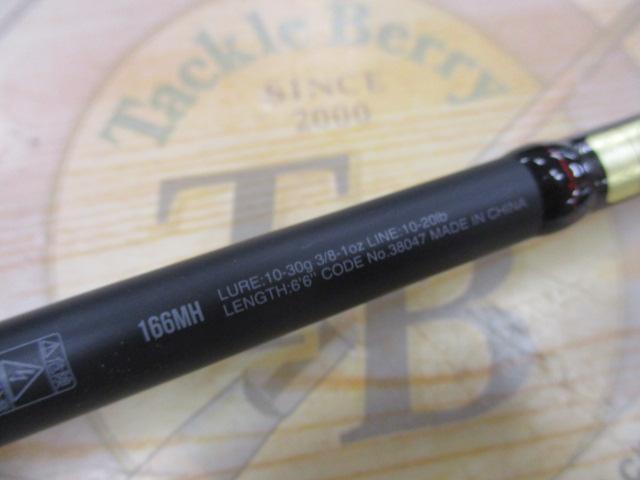 Tackle Berry
SINCE
2000
TB
166MH
LURE:10-30g 3/8-1oz LINE:10-20lb
LENGTH:6'6" CODE No.38047 MADE IN CHINA